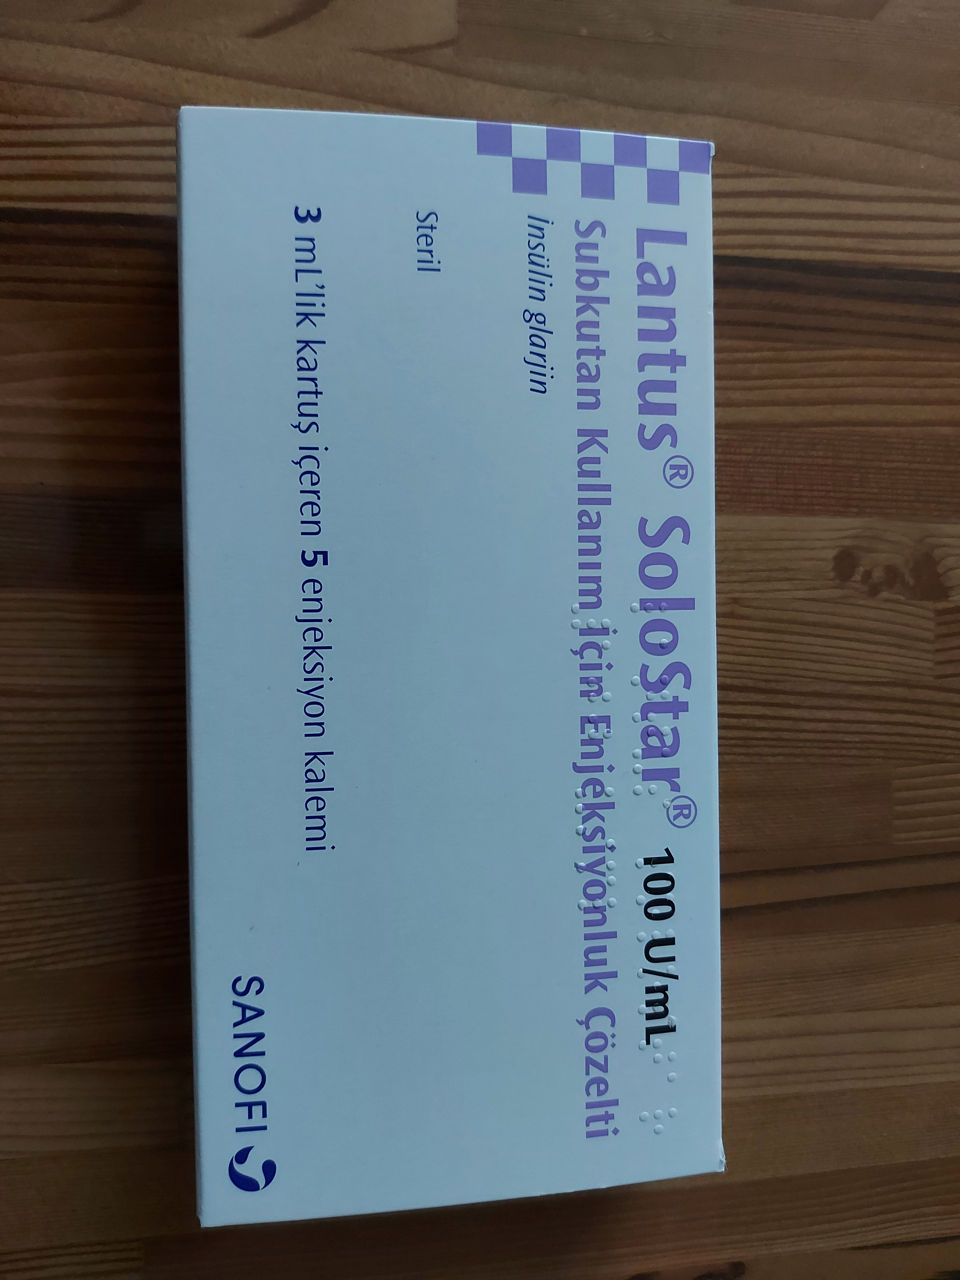 Lantus® SoloStar® 100 U/mL
Subkutan Kullanım için Enjeksiyonluk Çözelti
İnsülin glarjin
Steril
3 mL'lik kartuş içeren 5 enjeksiyon kalemi
SANOFI